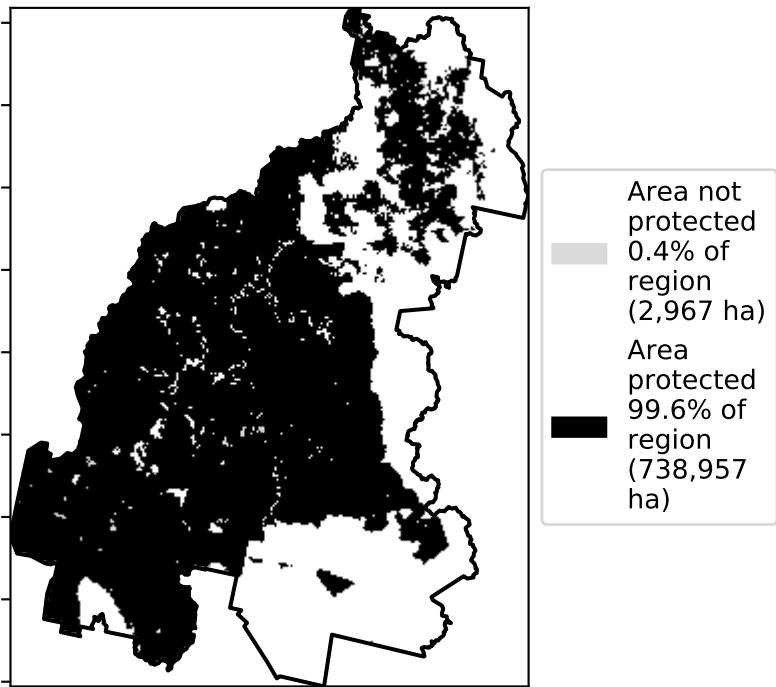 Area not
protected
0.4% of
region
(2,967 ha)
Area
protected
99.6% of
region
(738,957
ha)